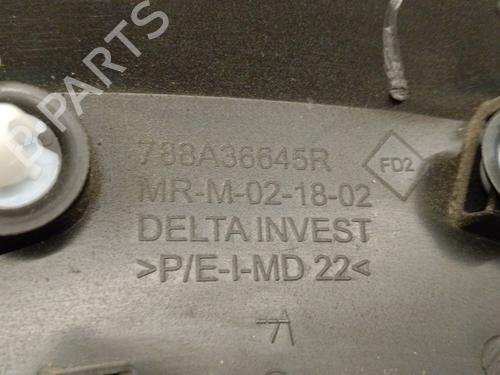 788A36645R
FD2
MR-M-02-18-02
DELTA INVEST
>P/E-I-MD 22<
B-PARTS